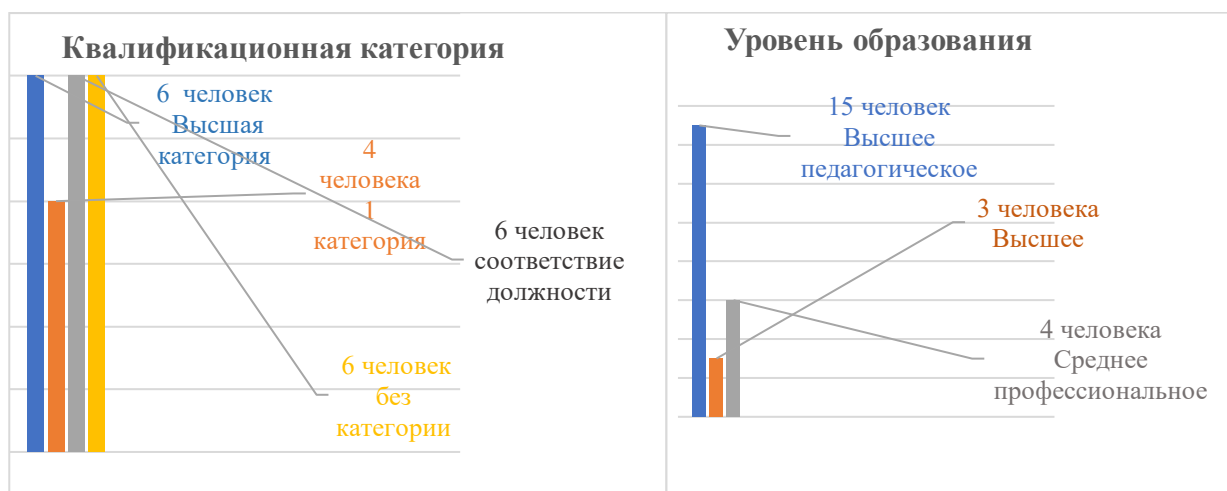 Квалификационная категория
6 человек
Высшая
категория
4
человека
1
категория
6 человек
соответствие
должности
6 человек
без
категории
Уровень образования
15 человек
Высшее
педагогическое
3 человека
Высшее
4 человека
Среднее
профессиональное